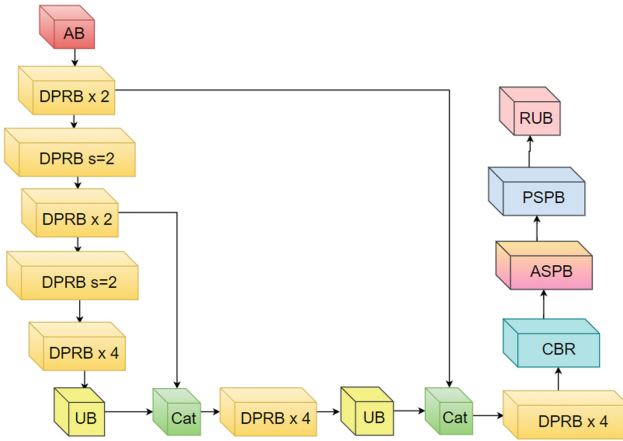 AB
DPRB x 2
DPRB s=2
DPRB x 2
DPRB s=2
DPRB x 4
UB
Cat
DPRB x 4
UB
Cat
DPRB x 4
CBR
ASPB
PSPB
RUB